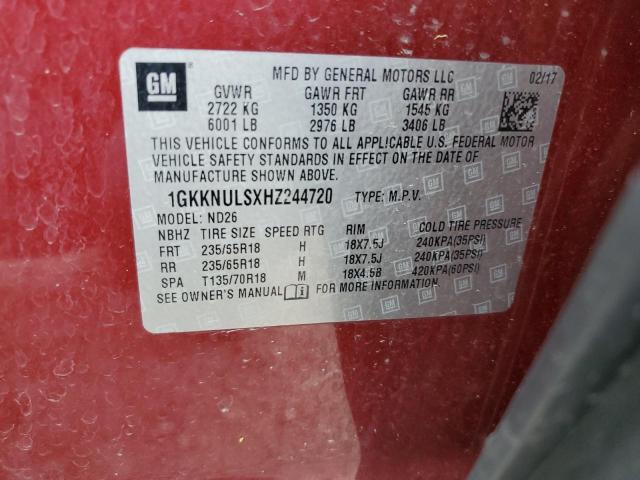 GM
MFD BY GENERAL MOTORS LLC
02/17
GVWR GAWR FRT GAWR RR
2722 KG 1350 KG 1545 KG
6001 LB 2976 LB 3406 LB
THIS VEHICLE CONFORMS TO ALL APPLICABLE U.S. FEDERAL MOTOR
VEHICLE SAFETY STANDARDS IN EFFECT ON THE DATE OF
MANUFACTURE SHOWN ABOVE.
1GKKNULSXHZ244720 TYPE: M.P.V.
MODEL: ND26
NBHZ TIRE SIZE SPEED RTG RIM COLD TIRE PRESSURE
FRT 235/55R18 H 18X7.5J 240KPA(35PSI)
RR 235/65R18 H 18X7.5J 240KPA(35PSI)
SPA T135/70R18 M 18X4.5B 420KPA(60PSI)
SEE OWNER'S MANUAL FOR MORE INFORMATION.